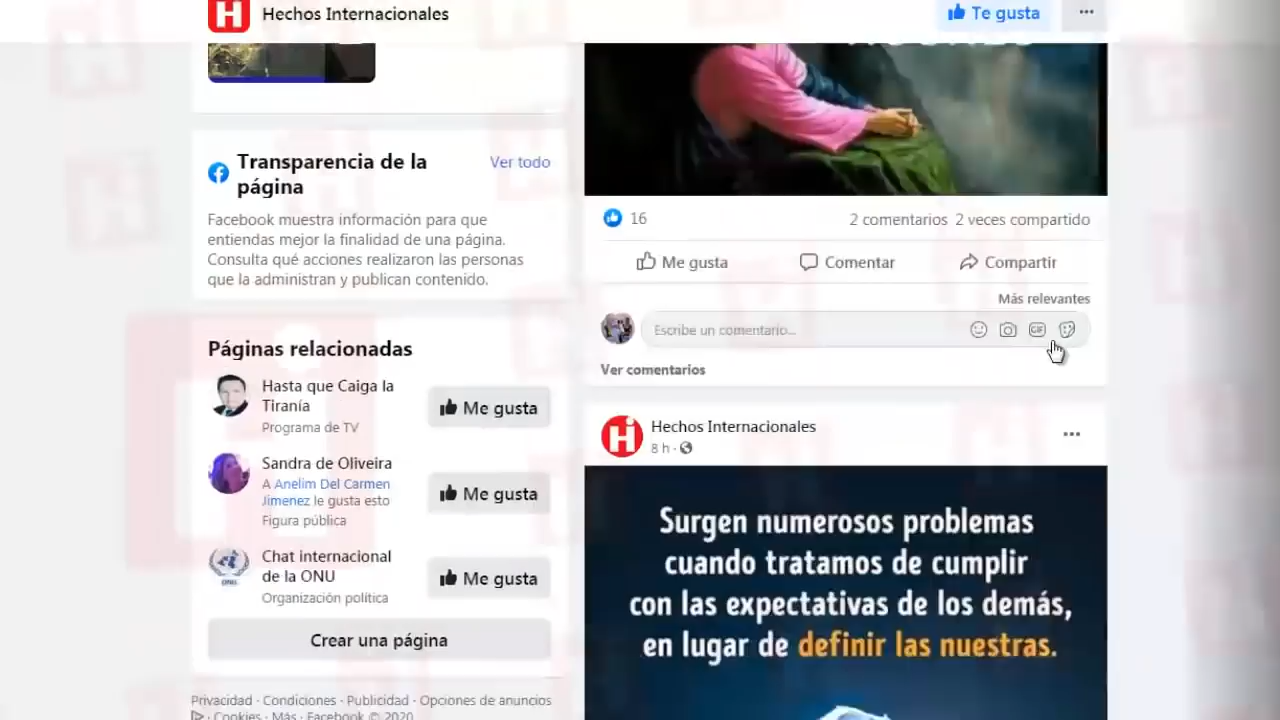 Hechos Internacionales
Te gusta
Transparencia de la
página
Ver todo
Facebook muestra información para que
entiendas mejor la finalidad de una página.
Consulta qué acciones realizaron las personas
que la administran y publican contenido.
Páginas relacionadas
Hasta que Caiga la
Tiranía
Programa de TV
Me gusta
Sandra de Oliveira
A Anelim Del Carmen
Jimenez le gusta esto
Figura pública
Me gusta
Chat internacional
de la ONU
Organización política
Me gusta
Crear una página
Privacidad · Condiciones · Publicidad · Opciones de anuncios
· Cookies · Más · Facebook © 2020
16
2 comentarios 2 veces compartido
Me gusta
Comentar
Compartir
Más relevantes
Escribe un comentario...
GIF
Ver comentarios
Hechos Internacionales
8 h ·
Surgen numerosos problemas
cuando tratamos de cumplir
con las expectativas de los demás,
en lugar de definir las nuestras.